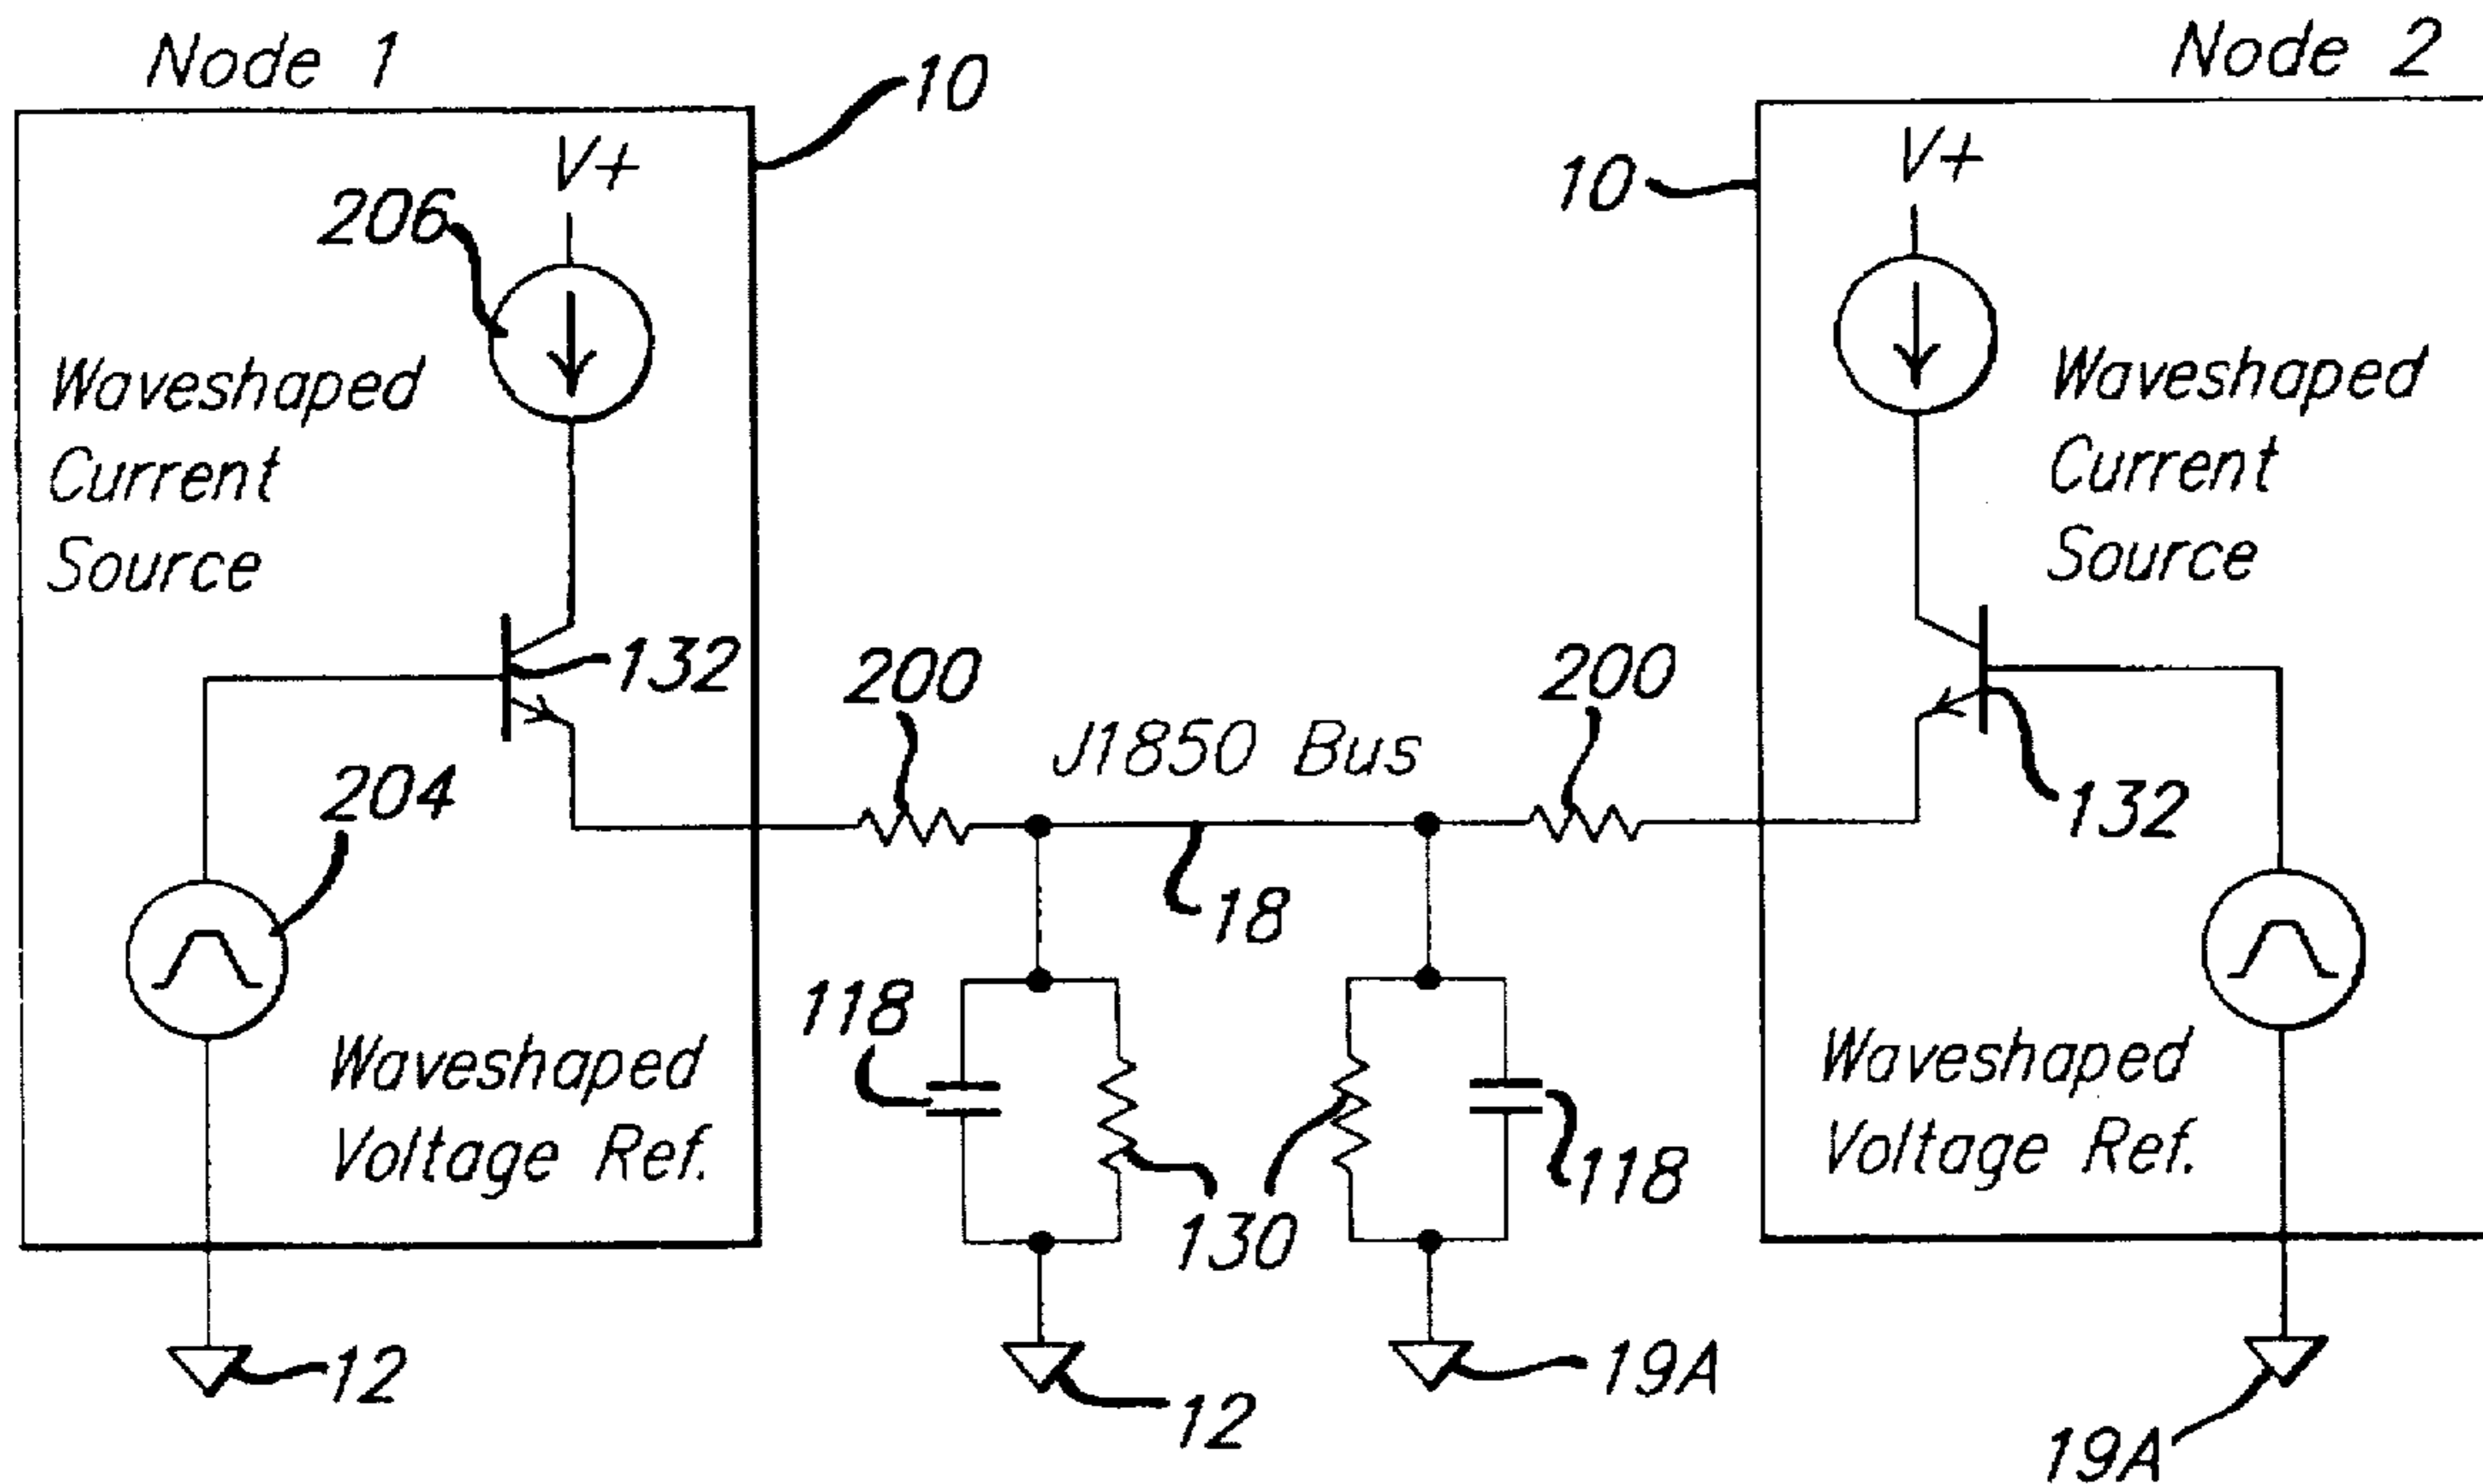 Node 1
10
V+
206
Waveshaped
Current
Source
132
204
Waveshaped
Voltage Ref.
12
200
J1850 Bus
200
18
118
130
118
12
19A
Node 2
10
V+
Waveshaped
Current
Source
132
Waveshaped
Voltage Ref.
19A